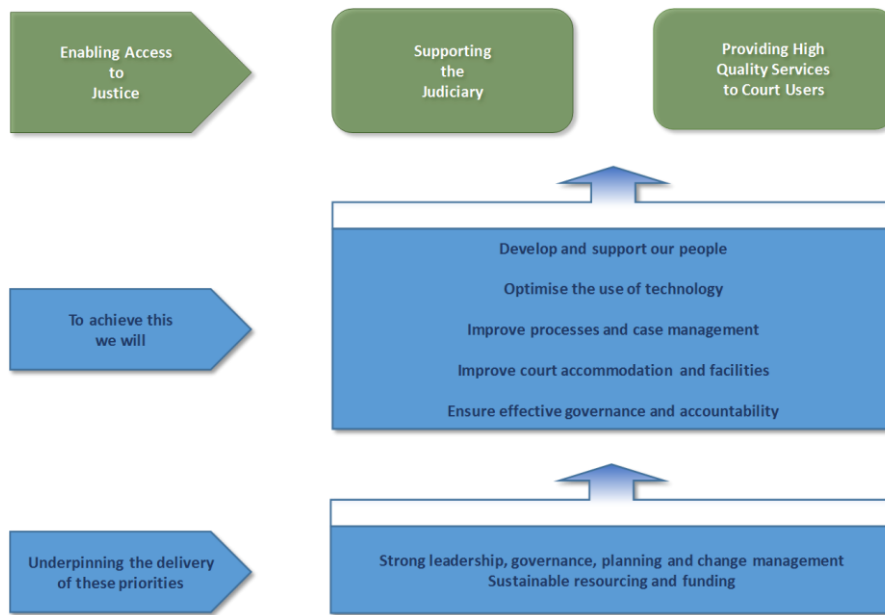 Enabling Access
to
Justice
Supporting
the
Judiciary
Providing High
Quality Services
to Court Users
To achieve this
we will
Develop and support our people
Optimise the use of technology
Improve processes and case management
Improve court accommodation and facilities
Ensure effective governance and accountability
Underpinning the delivery
of these priorities
Strong leadership, governance, planning and change management
Sustainable resourcing and funding